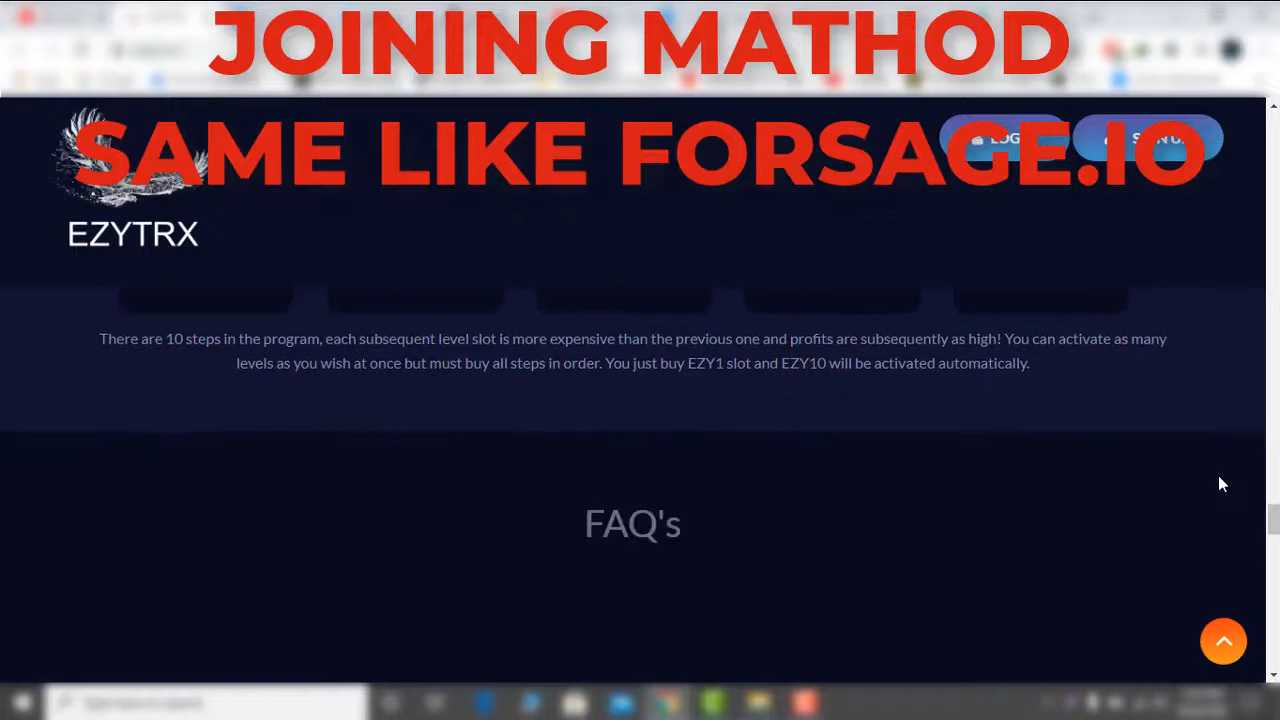 JOINING MATHOD
SAME LIKE FORSAGE.IO
EZYTRX
There are 10 steps in the program, each subsequent level slot is more expensive than the previous one and profits are subsequently as high! You can activate as many
levels as you wish at once but must buy all steps in order. You just buy EZY1 slot and EZY10 will be activated automatically.
FAQ's